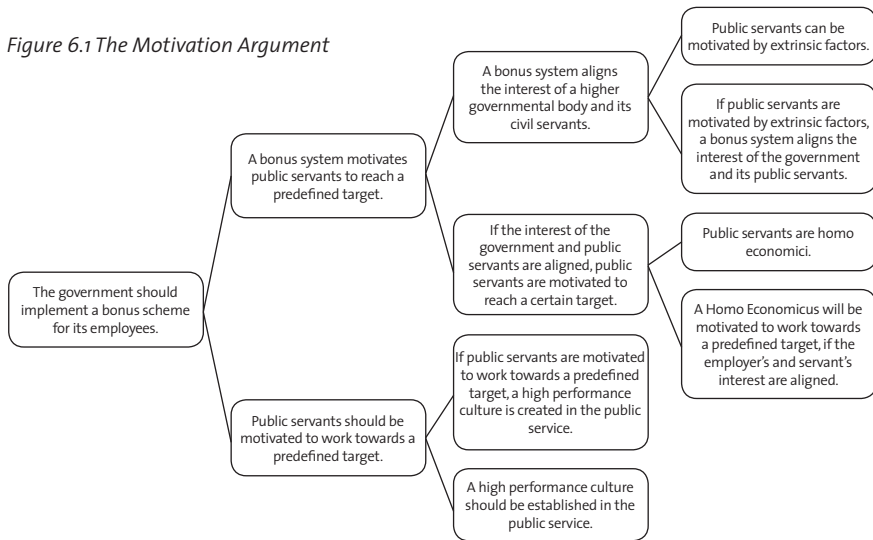 Figure 6.1 The Motivation Argument
Public servants can be
motivated by extrinsic factors.
A bonus system aligns
the interest of a higher
governmental body and its
civil servants.
If public servants are
motivated by extrinsic factors,
a bonus system aligns the
interest of the government
and its public servants.
A bonus system motivates
public servants to reach a
predefined target.
If the interest of the
government and public
servants are aligned, public
servants are motivated to
reach a certain target.
Public servants are homo
economici.
A Homo Economicus will be
motivated to work towards
a predefined target, if the
employer's and servant's
interest are aligned.
The government should
implement a bonus scheme
for its employees.
If public servants are motivated
to work towards a predefined
target, a high performance
culture is created in the public
service.
Public servants should be
motivated to work towards a
predefined target.
A high performance culture
should be established in the
public service.